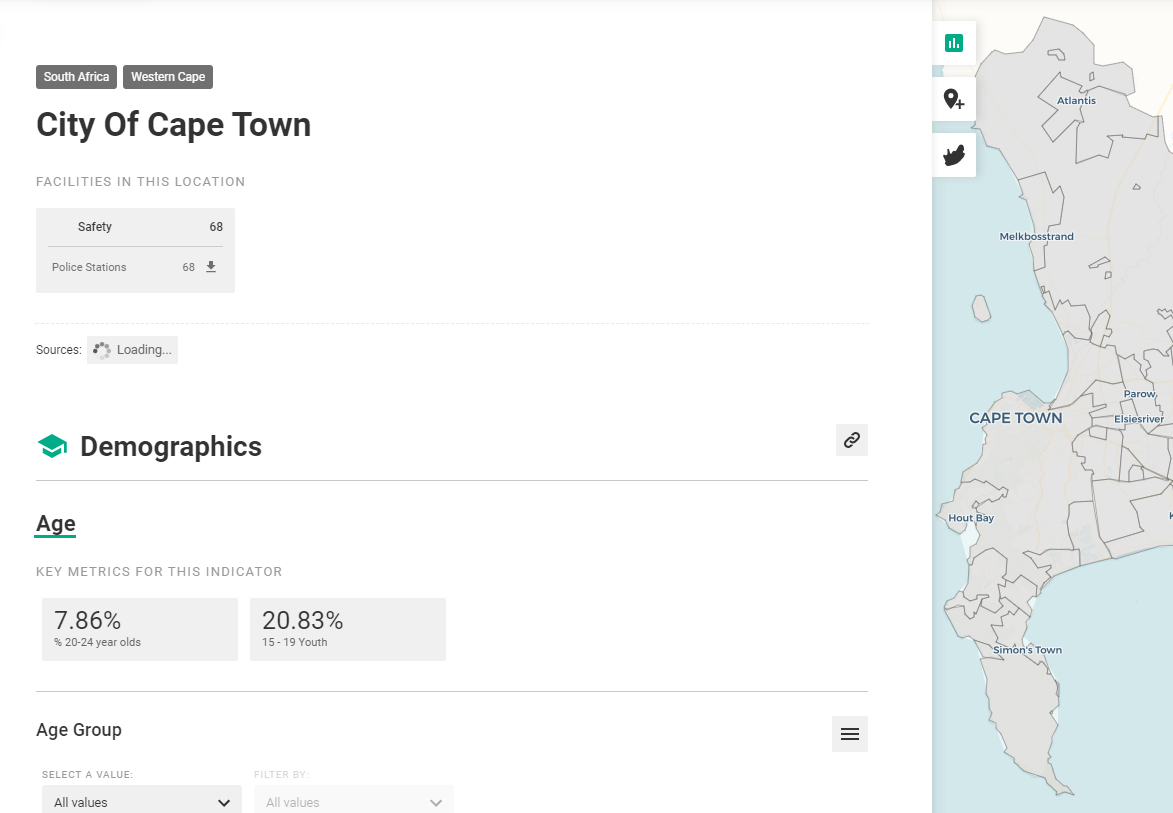 South Africa Western Cape
City Of Cape Town
FACILITIES IN THIS LOCATION
Safety 68
Police Stations 68
Sources: Loading...
Demographics
Age
KEY METRICS FOR THIS INDICATOR
7.86% 20.83%
% 20-24 year olds 15 - 19 Youth
Age Group
SELECT A VALUE: FILTER BY:
All values All values
Atlantis
Melkbosstrand
Parow
CAPE TOWN
Elsiesriver
Hout Bay
Simon's Town